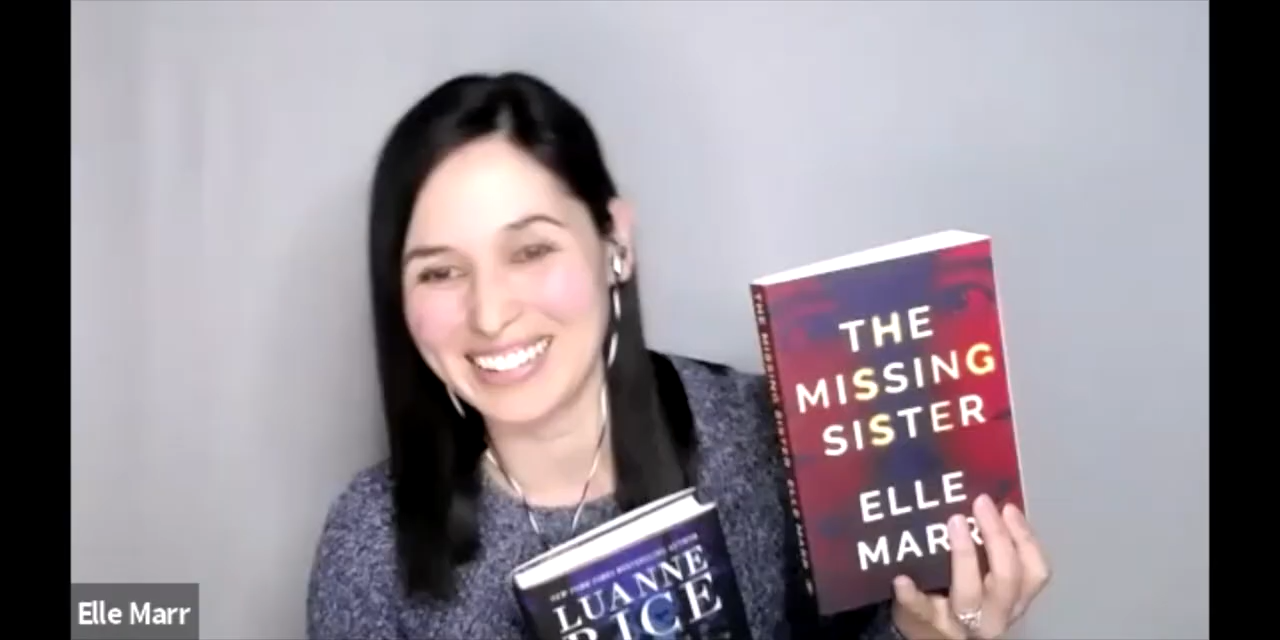 THE
MISSING
SISTER
ELLE
MARR
THE MISSING SISTER ELLE MARR
NEW YORK TIMES BESTSELLING AUTHOR
LUANNE
RICE
Elle Marr